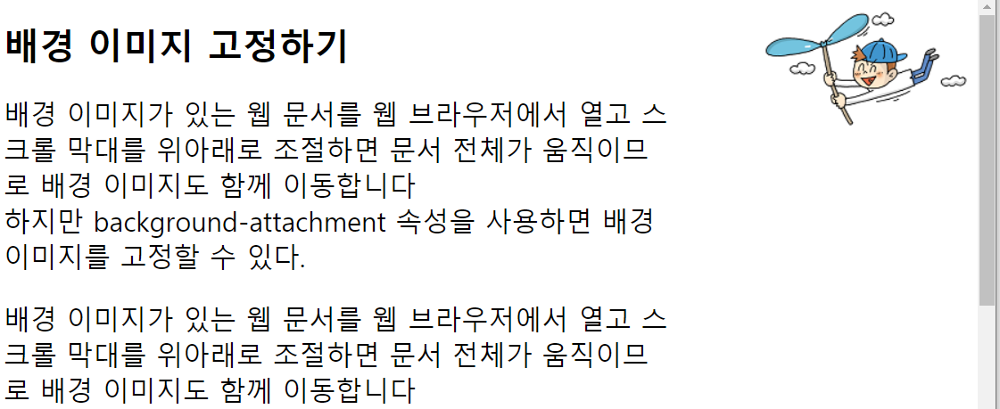 배경 이미지 고정하기
배경 이미지가 있는 웹 문서를 웹 브라우저에서 열고 스
크롤 막대를 위아래로 조절하면 문서 전체가 움직이므
로 배경 이미지도 함께 이동합니다
하지만 background-attachment 속성을 사용하면 배경
이미지를 고정할 수 있다.
배경 이미지가 있는 웹 문서를 웹 브라우저에서 열고 스
크롤 막대를 위아래로 조절하면 문서 전체가 움직이므
로 배경 이미지도 함께 이동합니다